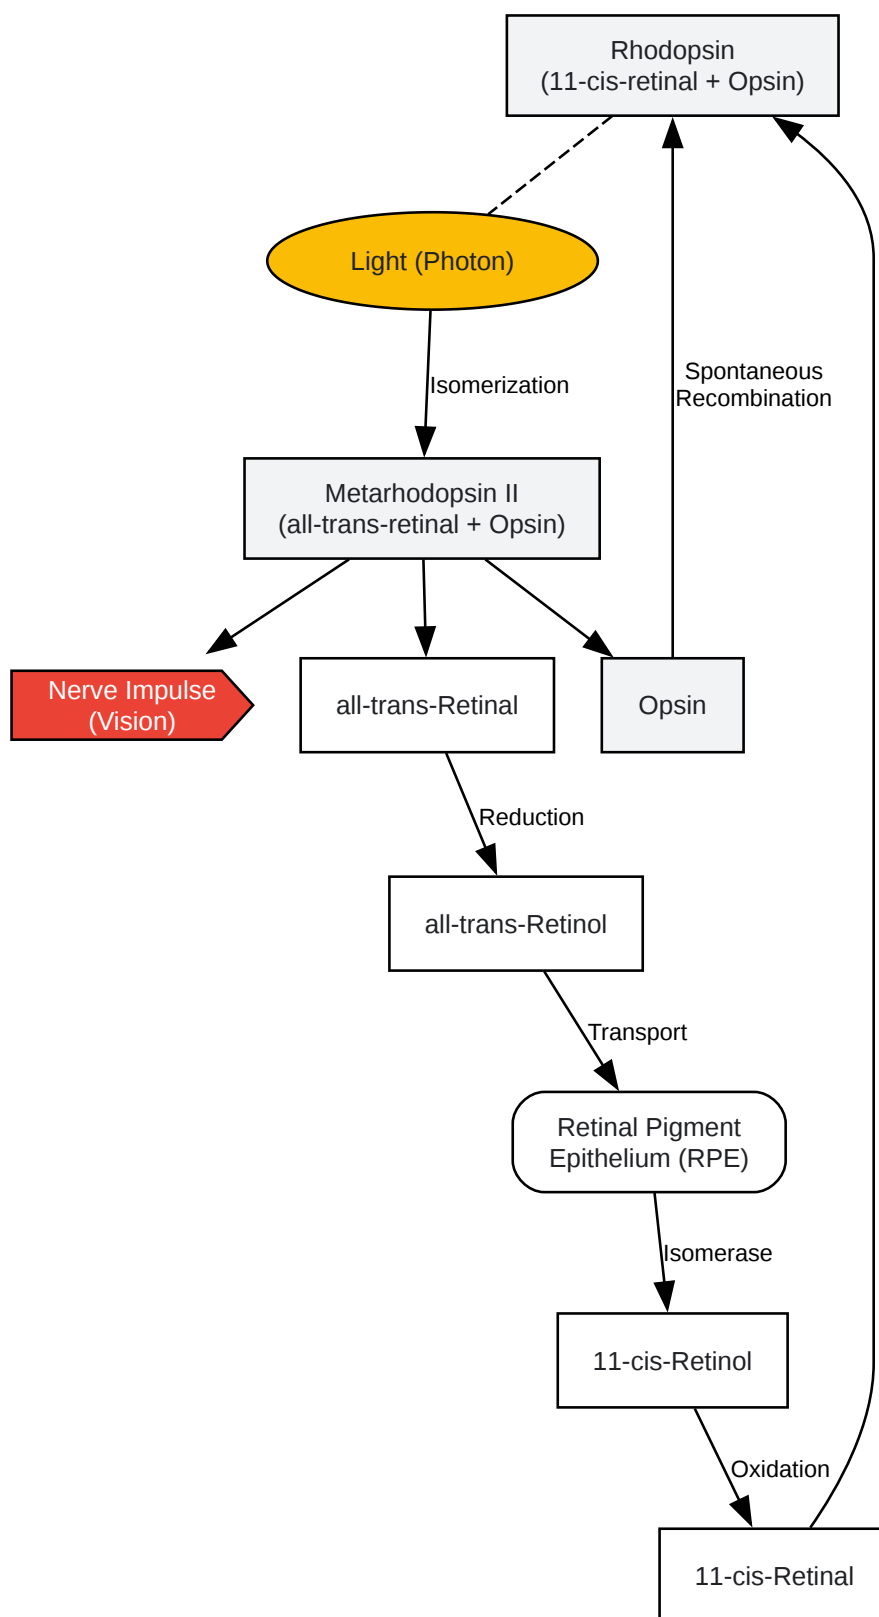 Rhodopsin
(11-cis-retinal + Opsin)
Light (Photon)
Isomerization
Spontaneous
Recombination
Metarhodopsin II
(all-trans-retinal + Opsin)
Nerve Impulse
(Vision)
all-trans-Retinal
Opsin
Reduction
all-trans-Retinol
Transport
Retinal Pigment
Epithelium (RPE)
Isomerase
11-cis-Retinol
Oxidation
11-cis-Retinal